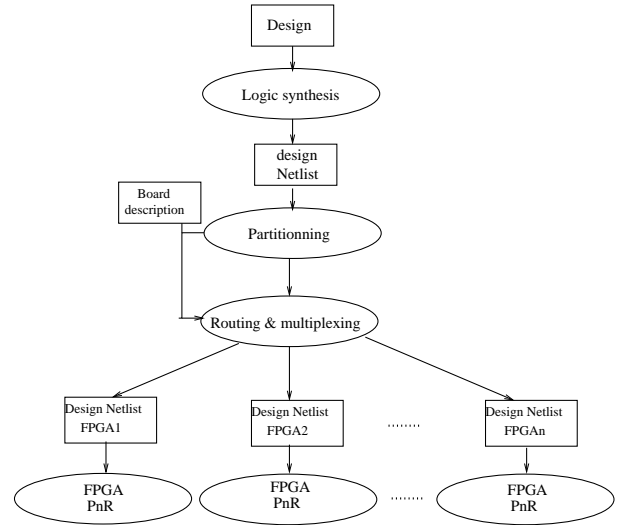 Design
Logic synthesis
design
Netlist
Board
description
Partitionning
Routing & multiplexing
Design Netlist
FPGA1
Design Netlist
FPGA2
........
Design Netlist
FPGAn
FPGA
PnR
FPGA
PnR
........
FPGA
PnR